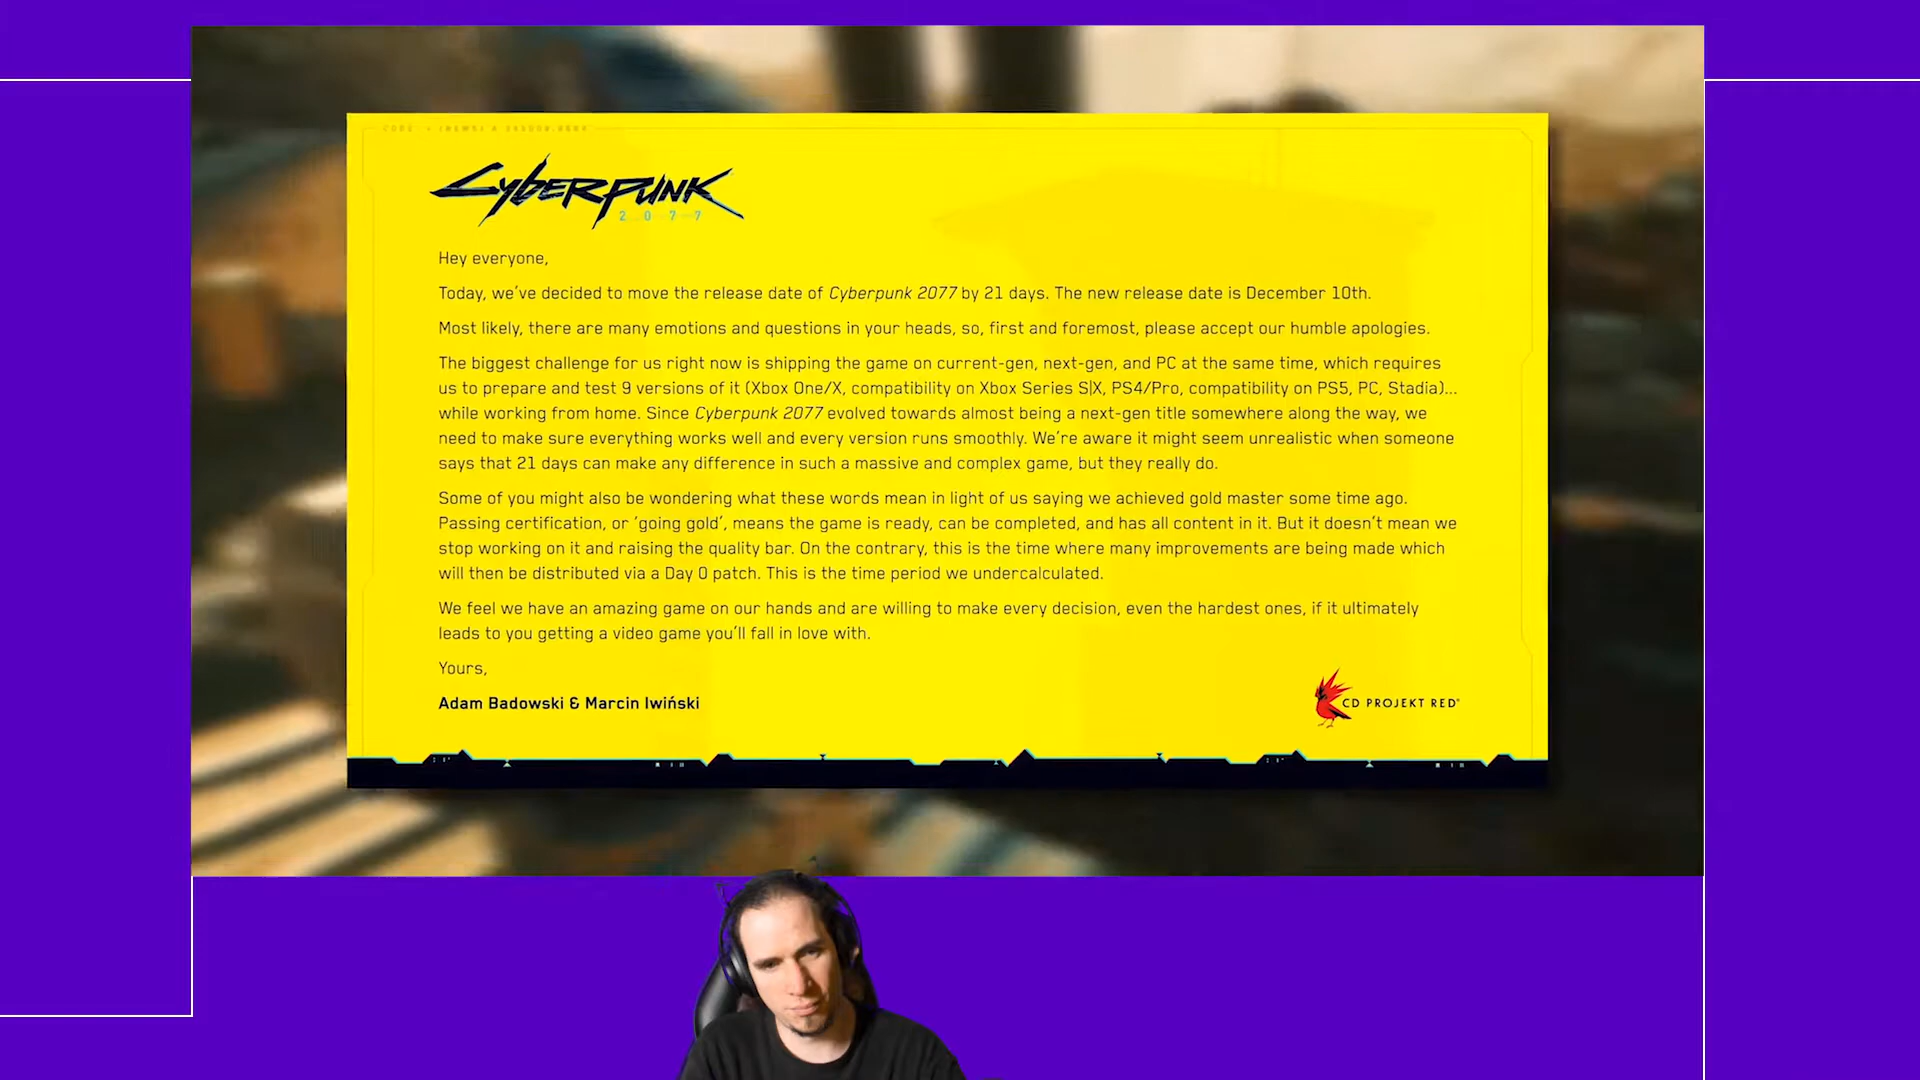 Cyberpunk
2077
Hey everyone,
Today, we've decided to move the release date of Cyberpunk 2077 by 21 days. The new release date is December 10th.
Most likely, there are many emotions and questions in your heads, so, first and foremost, please accept our humble apologies.
The biggest challenge for us right now is shipping the game on current-gen, next-gen, and PC at the same time, which requires
us to prepare and test 9 versions of it (Xbox One/X, compatibility on Xbox Series S|X, PS4/Pro, compatibility on PS5, PC, Stadia)...
while working from home. Since Cyberpunk 2077 evolved towards almost being a next-gen title somewhere along the way, we
need to make sure everything works well and every version runs smoothly. We're aware it might seem unrealistic when someone
says that 21 days can make any difference in such a massive and complex game, but they really do.
Some of you might also be wondering what these words mean in light of us saying we achieved gold master some time ago.
Passing certification, or 'going gold', means the game is ready, can be completed, and has all content in it. But it doesn't mean we
stop working on it and raising the quality bar. On the contrary, this is the time where many improvements are being made which
will then be distributed via a Day 0 patch. This is the time period we undercalculated.
We feel we have an amazing game on our hands and are willing to make every decision, even the hardest ones, if it ultimately
leads to you getting a video game you'll fall in love with.
Yours,
Adam Badowski & Marcin Iwiński
CD PROJEKT RED®